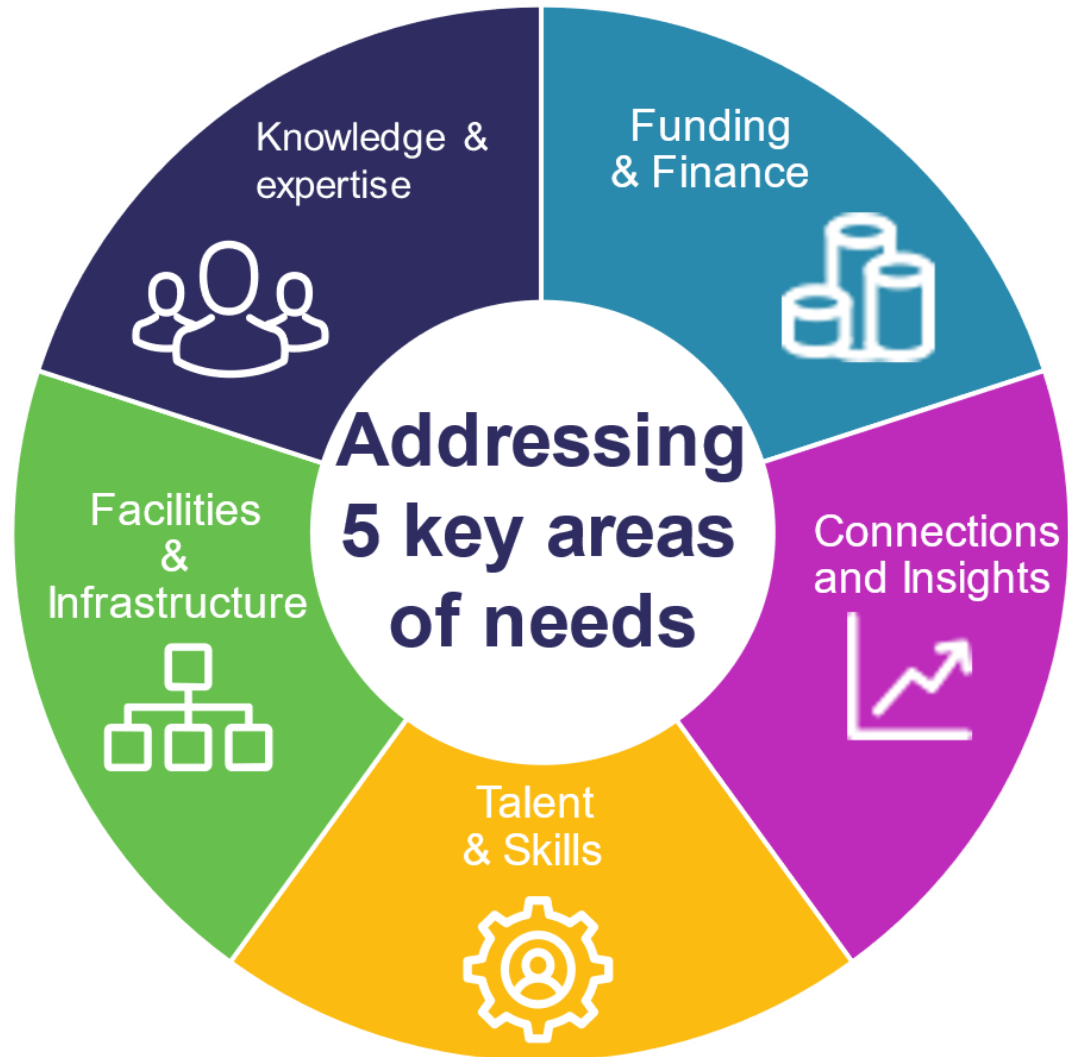 Knowledge &
expertise
Funding
& Finance
Addressing
5 key areas
of needs
Connections
and Insights
Facilities
&
Infrastructure
Talent
& Skills